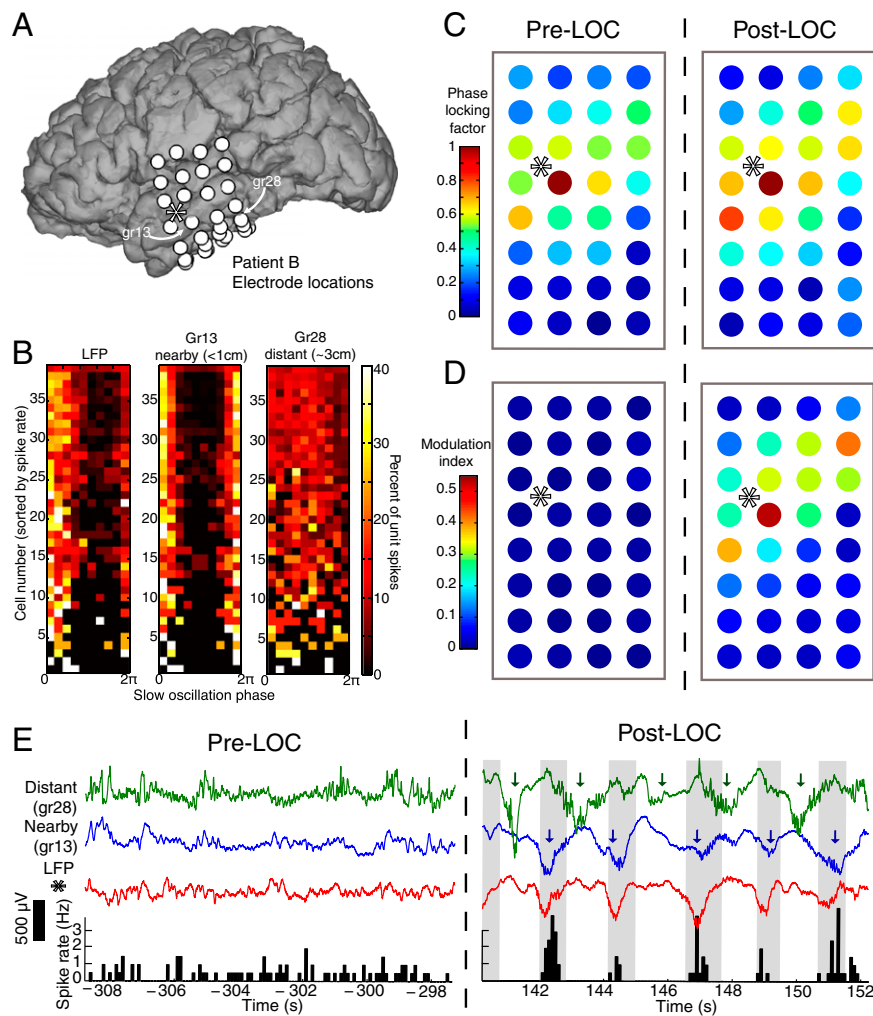 A
gr28
gr13
Patient B
Electrode locations
B
LFP
Gr13
nearby (<1cm)
Gr28
distant (~3cm)
Cell number (sorted by spike rate)
35
30
25
20
15
10
5
35
30
25
20
15
10
5
35
30
25
20
15
10
5
0
2π
0
2π
0
2π
Slow oscillation phase
40
30
20
10
0
Percent of unit spikes
C
Pre-LOC
Post-LOC
Phase
locking
factor
1
0.8
0.6
0.4
0.2
0
D
Modulation
index
0.5
0.4
0.3
0.2
0.1
0
E
Pre-LOC
Post-LOC
Distant
(gr28)
Nearby
(gr13)
LFP
500 µV
Spike rate (Hz)
3
2
1
0
−308
−306
−304
−302
−300
−298
Time (s)
142
144
146
148
150
152
Time (s)